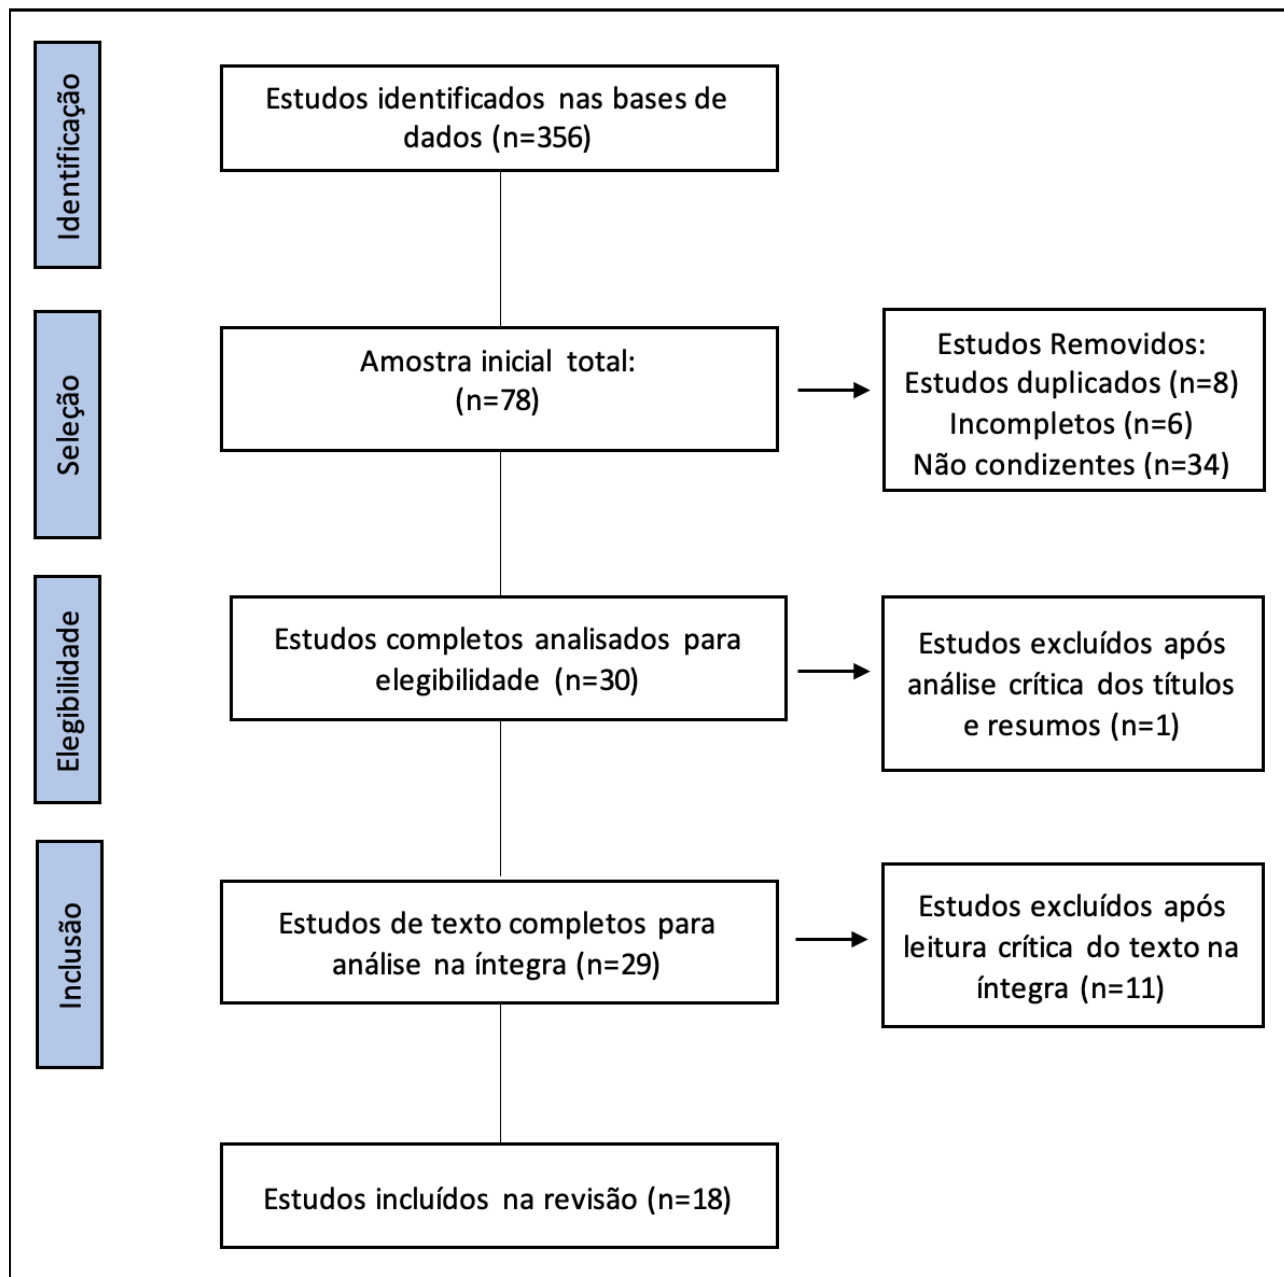 Identificação
Estudos identificados nas bases de
dados (n=356)
Seleção
Amostra inicial total:
(n=78)
Estudos Removidos:
Estudos duplicados (n=8)
Incompletos (n=6)
Não condizentes (n=34)
Elegibilidade
Estudos completos analisados para
elegibilidade (n=30)
Estudos excluídos após
análise crítica dos títulos
e resumos (n=1)
Inclusão
Estudos de texto completos para
análise na íntegra (n=29)
Estudos excluídos após
leitura crítica do texto na
íntegra (n=11)
Estudos incluídos na revisão (n=18)